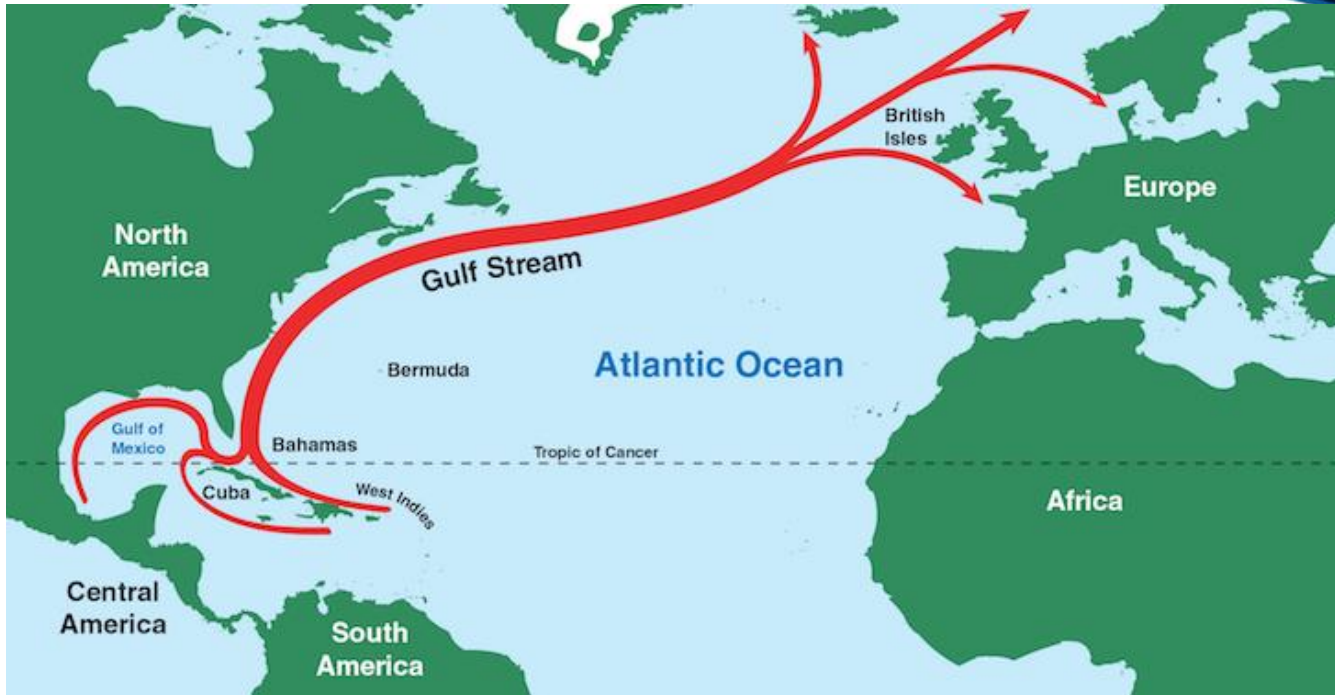 British
Isles
Europe
North
America
Gulf Stream
Atlantic Ocean
Bermuda
Gulf of
Mexico
Bahamas
Tropic of Cancer
Cuba
West Indies
Africa
Central
America
South
America